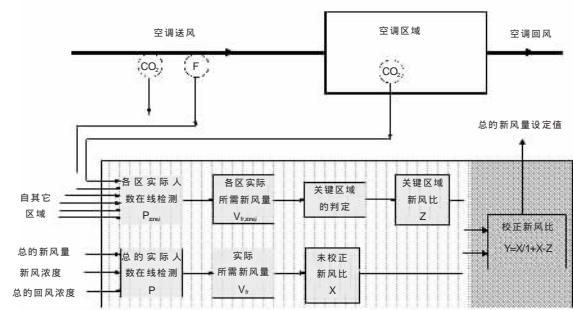 空调送风
空调区域
空调回风
CO2
F
CO2
总的新风量设定值
自其它
区域
各区实际人
数在线检测
Pzone,i
各区实际
所需新风量
Vfr,zone,i
关键区域
的判定
关键区域
新风比
Z
校正新风比
Y=X/1+X-Z
总的新风量
新风浓度
总的回风浓度
总的实际人
数在线检测
P
实际
所需新风量
Vfr
未校正
新风比
X